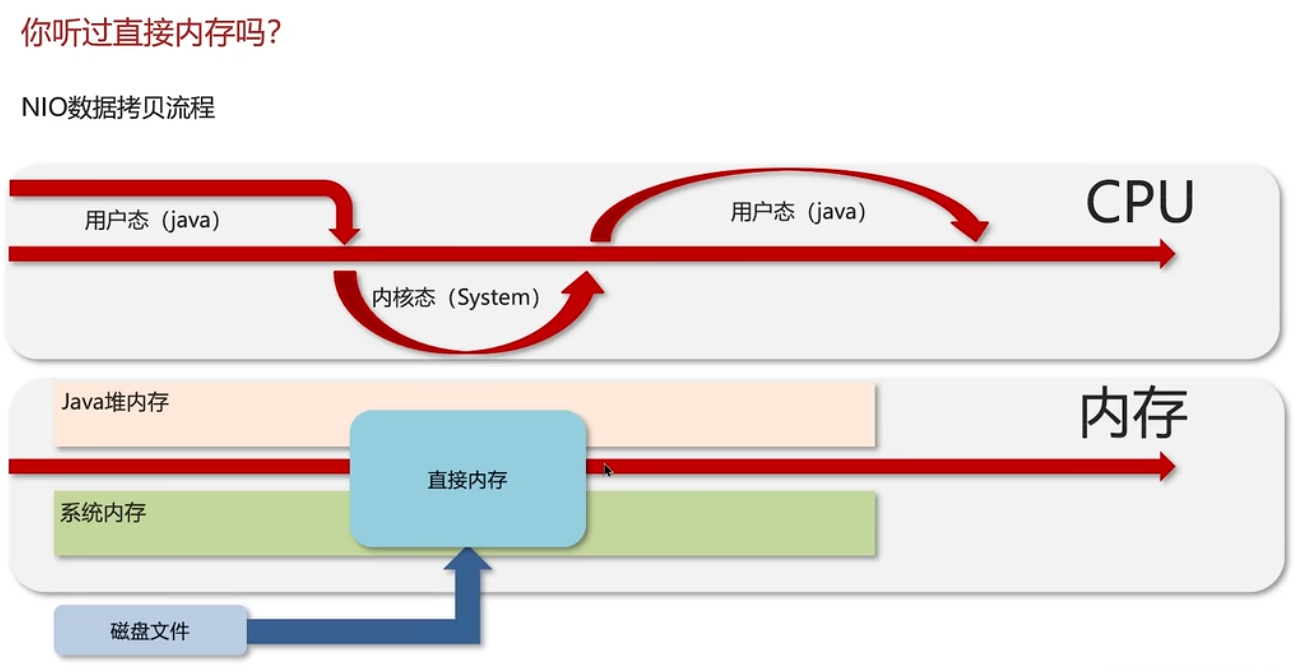 你听过直接内存吗？
NIO数据拷贝流程
CPU
用户态（java）
用户态（java）
内核态（System）
Java堆内存
内存
直接内存
系统内存
磁盘文件